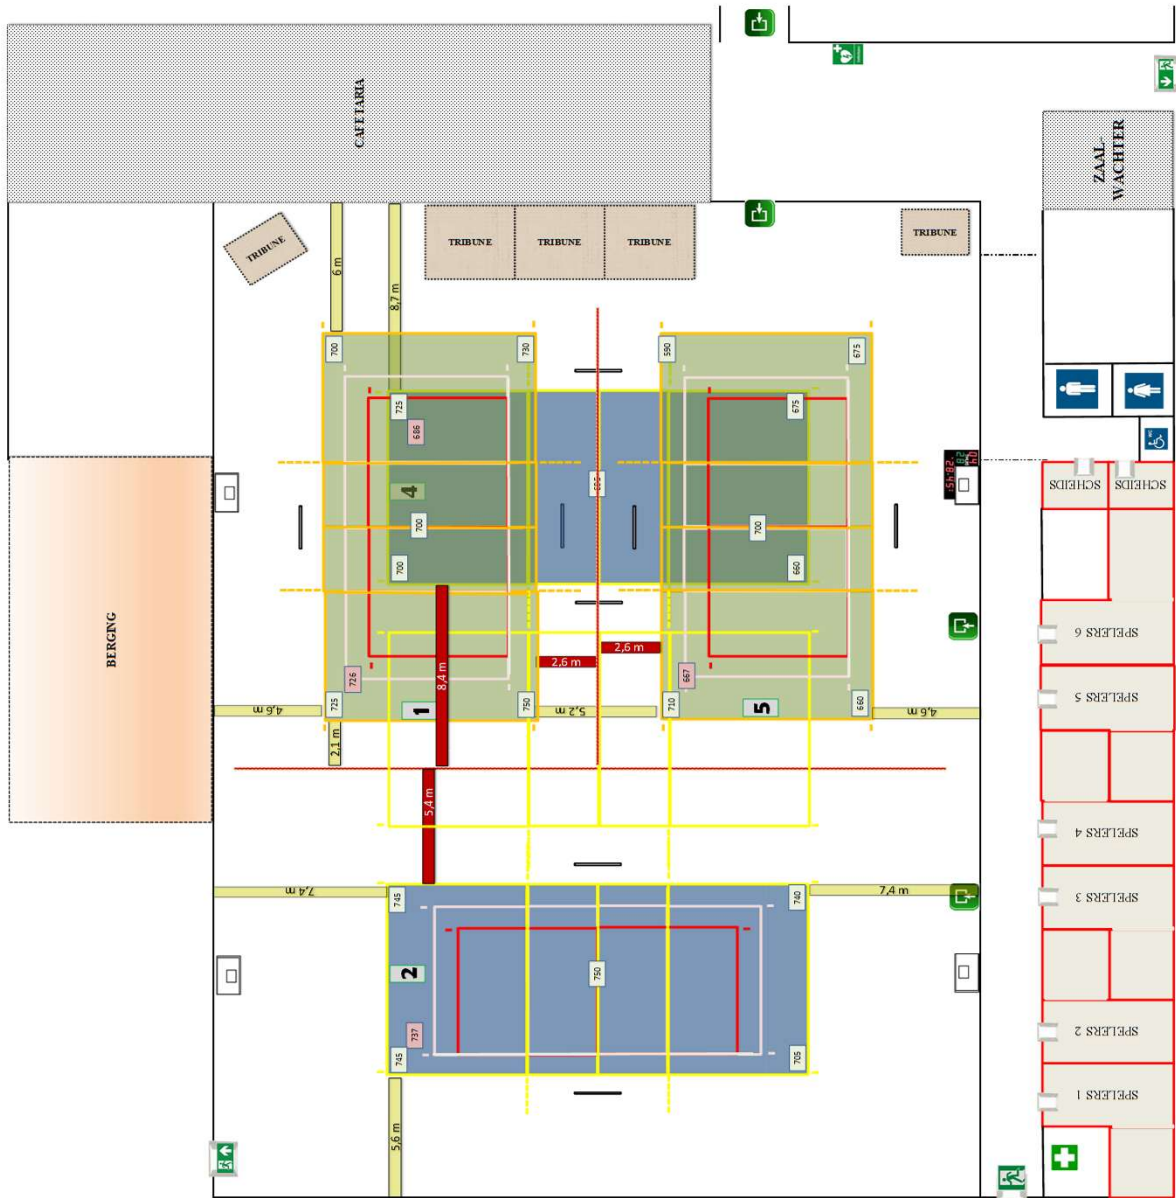 CAFETARIA
ZAAL-
WACHTER
TRIBUNE
TRIBUNE
TRIBUNE
TRIBUNE
TRIBUNE
6 m
8,7 m
700
730
590
675
725
686
675
4
700
700
700
660
BERGING
SCHEIDS
SCHEIDS
8,4 m
2,6 m
2,6 m
726
667
725
1
750
710
5
660
4,6 m
5,2 m
4,6 m
2,1 m
5,4 m
SPELERS 6
SPELERS 5
SPELERS 4
SPELERS 3
SPELERS 2
SPELERS 1
7,4 m
7,4 m
745
740
2
750
737
745
705
5,6 m